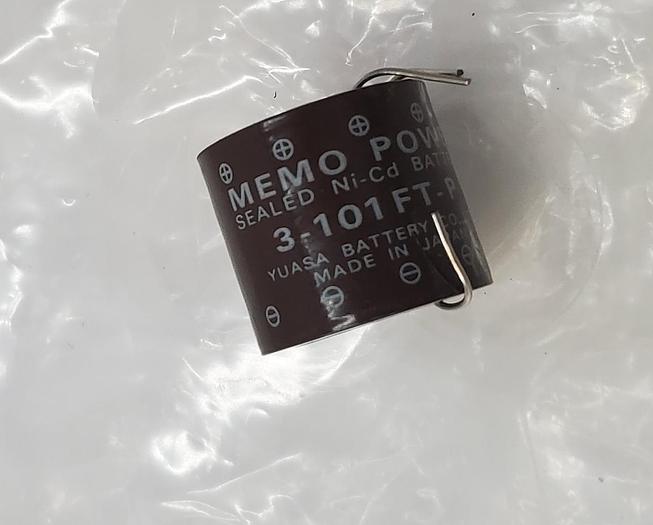 ⊕ ⊕ ⊕ ⊕
MEMO POW
SEALED Ni-Cd BATT
3-101FT-P
YUASA BATTERY CO.
MADE IN JAPAN
⊖ ⊖ ⊖ ⊖